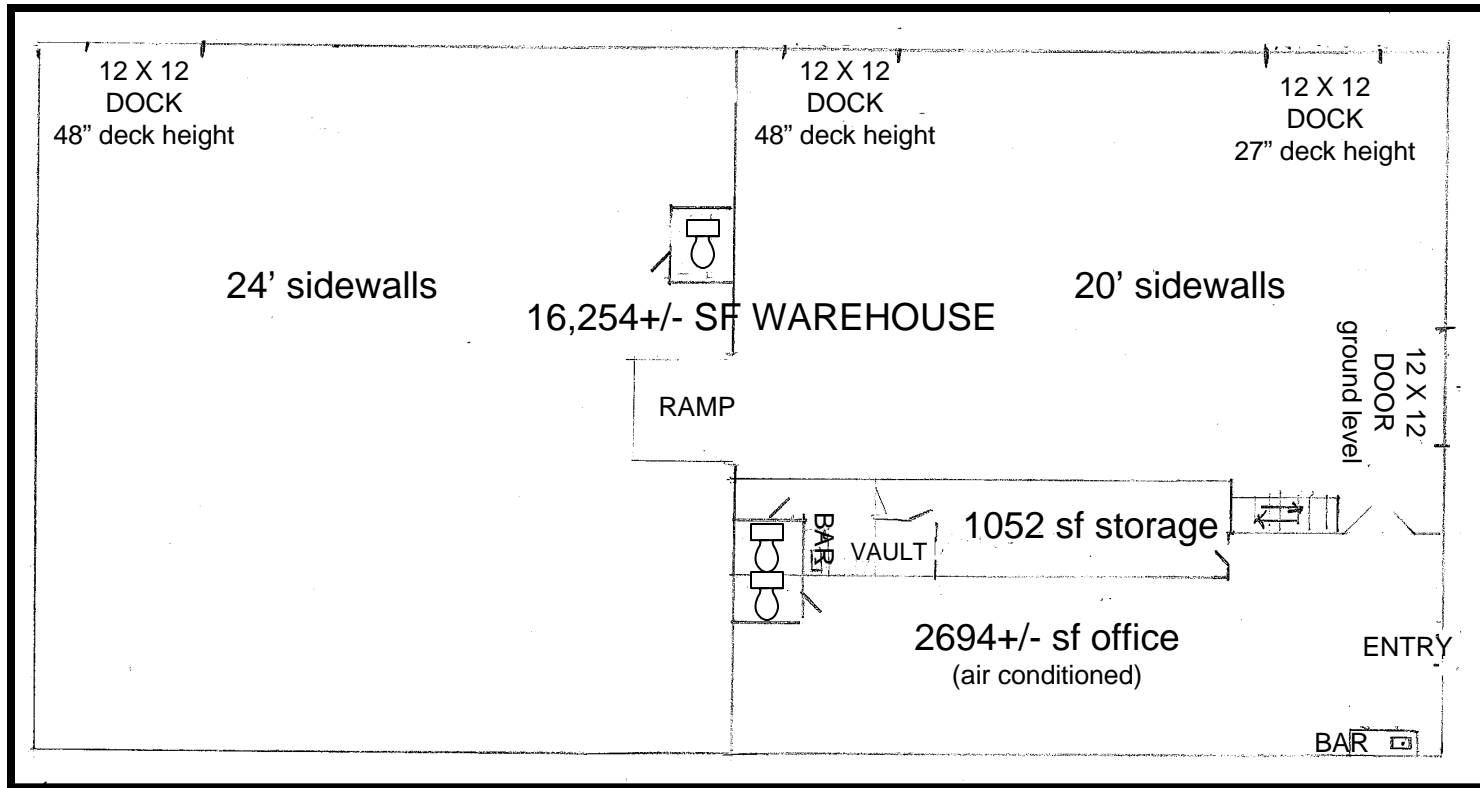 12 X 12
DOCK
48” deck height
12 X 12
DOCK
48” deck height
12 X 12
DOCK
27” deck height
24’ sidewalls
20’ sidewalls
16,254+/- SF WAREHOUSE
12 X 12
DOOR
ground level
RAMP
BAR
VAULT
1052 sf storage
2694+/- sf office
(air conditioned)
ENTRY
BAR